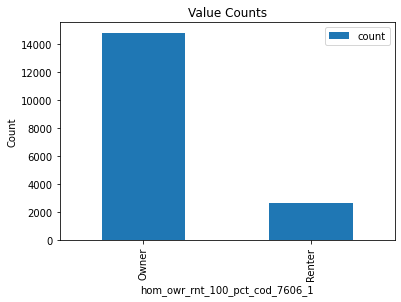 Value Counts
count
14000
12000
10000
8000
6000
4000
2000
0
Count
Owner
Renter
hom_owr_rnt_100_pct_cod_7606_1